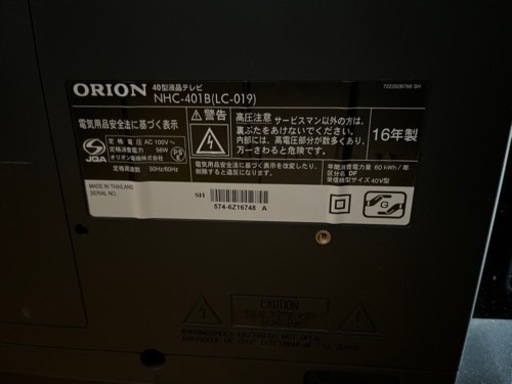 ORION 40型液晶テレビ
NHC-401B(LC-019)
電気用品安全法に基づく表示
定格電圧 AC 100V~
定格消費電力 56W
オリオン電機株式会社
定格周波数 50Hz/60Hz
JQA
MADE IN THAILAND
SERIAL NO.
警告
高圧注意 サービスマン以外の方は、
裏ぶたをあけないでください。
内部には、高電圧部分が数多くあり、
万一さわると危険です。
電気用品安全法に基づく表示を改変したり、
削除すると違反になります。
16年製
年間消費電力量 60 kWh/年
区分名 DF
受信機型サイズ 40V型
SH
574-6Z16748 A
G
CAUTION